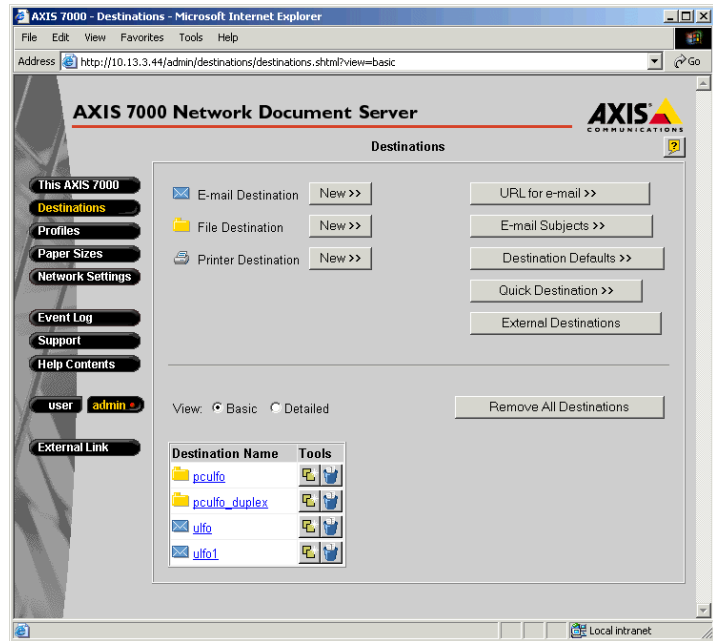 AXIS 7000 - Destinations - Microsoft Internet Explorer
File Edit View Favorites Tools Help
Address http://10.13.3.44/admin/destinations/destinations.shtml?view=basic Go
AXIS 7000 Network Document Server
AXIS
COMMUNICATIONS
Destinations
?
This AXIS 7000
Destinations
Profiles
Paper Sizes
Network Settings
Event Log
Support
Help Contents
user admin
External Link
E-mail Destination New >>
File Destination New >>
Printer Destination New >>
URL for e-mail >>
E-mail Subjects >>
Destination Defaults >>
Quick Destination >>
External Destinations
View: Basic Detailed
Remove All Destinations
Destination Name Tools
pculfo
pculfo_duplex
ulfo
ulfo1
Local intranet